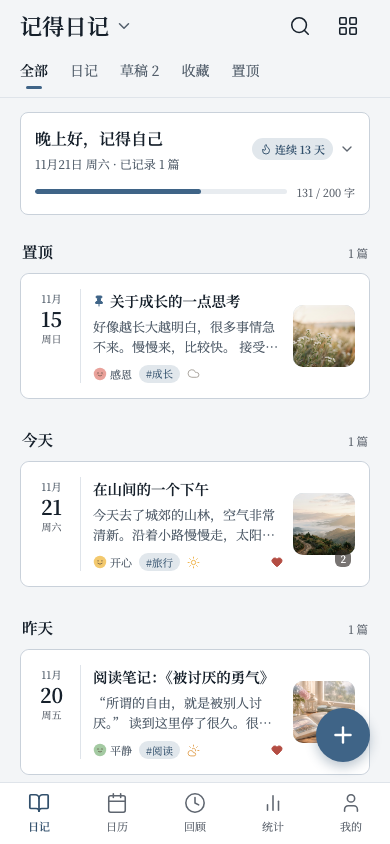 记得日记
全部 日记 草稿 2 收藏 置顶
晚上好，记得自己
连续 13 天
11月21日 周六 · 已记录 1 篇
131 / 200 字
置顶 1 篇
11月
15
周日
关于成长的一点思考
好像越长大越明白，很多事情急
不来。慢慢来，比较快。 接受…
感恩 #成长
今天 1 篇
11月
21
周六
在山间的一个下午
今天去了城郊的山林，空气非常
清新。沿着小路慢慢走，太阳…
开心 #旅行
2
昨天 1 篇
11月
20
周五
阅读笔记：《被讨厌的勇气》
“所谓的自由，就是被别人讨
厌。” 读到这里停了很久。很…
平静 #阅读
日记 日历 回顾 统计 我的